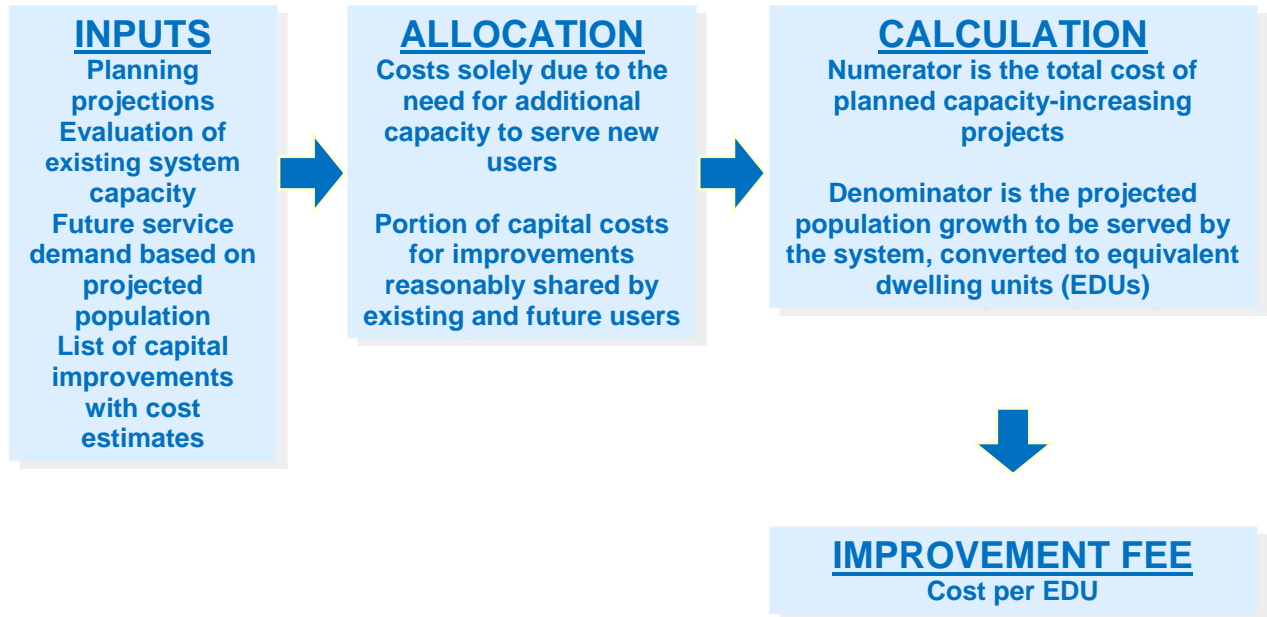 INPUTS
Planning
projections
Evaluation of
existing system
capacity
Future service
demand based on
projected
population
List of capital
improvements
with cost
estimates
ALLOCATION
Costs solely due to the
need for additional
capacity to serve new
users
Portion of capital costs
for improvements
reasonably shared by
existing and future users
CALCULATION
Numerator is the total cost of
planned capacity-increasing
projects
Denominator is the projected
population growth to be served by
the system, converted to equivalent
dwelling units (EDUs)
IMPROVEMENT FEE
Cost per EDU